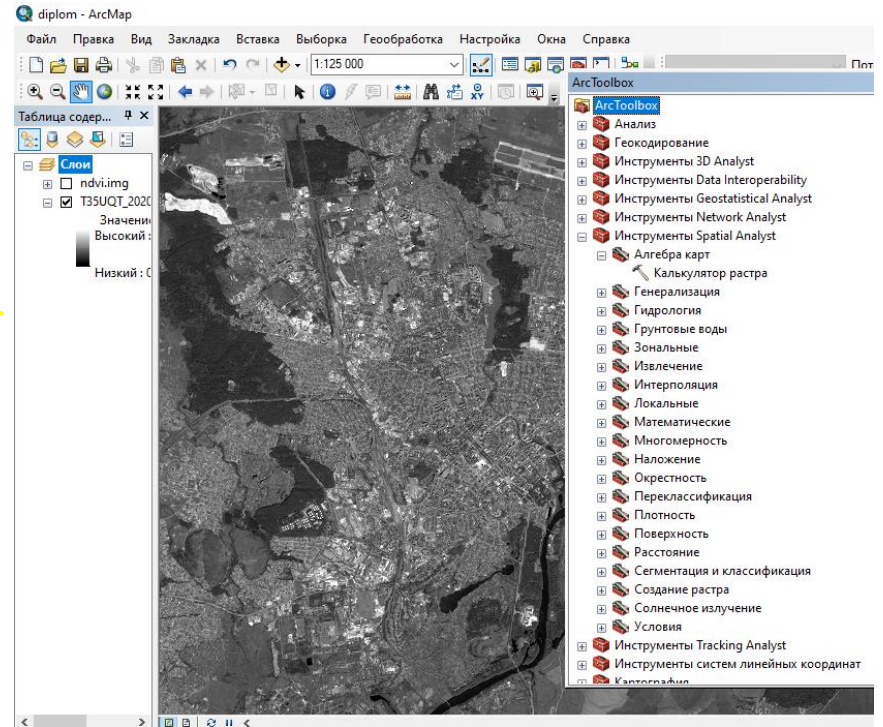 diplom - ArcMap
Файл Правка Вид Закладка Вставка Выборка Геообработка Настройка Окна Справка
1:125 000
Таблица содер...
Слои
ndvi.img
T35UQT_2020
Высокий :
Низкий : 0
ArcToolbox
ArcToolbox
Анализ
Геокодирование
Инструменты 3D Analyst
Инструменты Data Interoperability
Инструменты Geostatistical Analyst
Инструменты Network Analyst
Инструменты Spatial Analyst
Алгебра карт
Калькулятор растра
Генерализация
Гидрология
Грунтовые воды
Зональные
Извлечение
Интерполяция
Локальные
Математические
Многомерность
Наложение
Окрестность
Переклассификация
Плотность
Поверхность
Расстояние
Сегментация и классификация
Создание растра
Солнечное излучение
Условия
Инструменты Tracking Analyst
Инструменты систем линейных координат
Картография